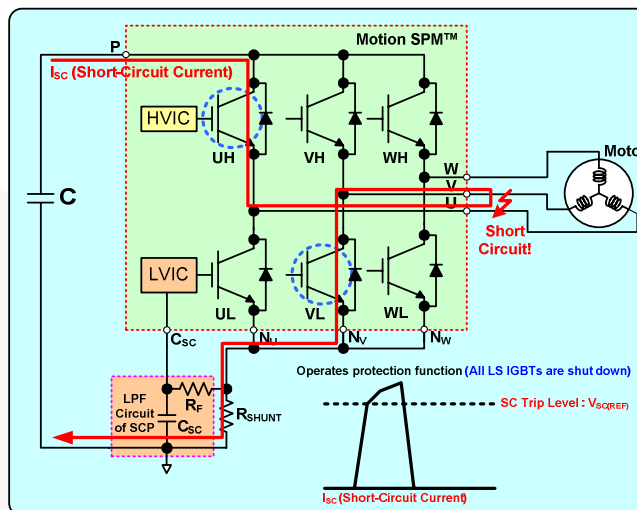 P
Motion SPM™
I_SC (Short-Circuit Current)
HVIC
UH
VH
WH
W
V
U
Moto
C
Short
Circuit!
LVIC
UL
VL
WL
C_SC
N_U
N_V
N_W
LPF
Circuit
of SCP
R_F
C_SC
R_SHUNT
Operates protection function (All LS IGBTs are shut down)
SC Trip Level : V_SC(REF)
I_SC (Short-Circuit Current)